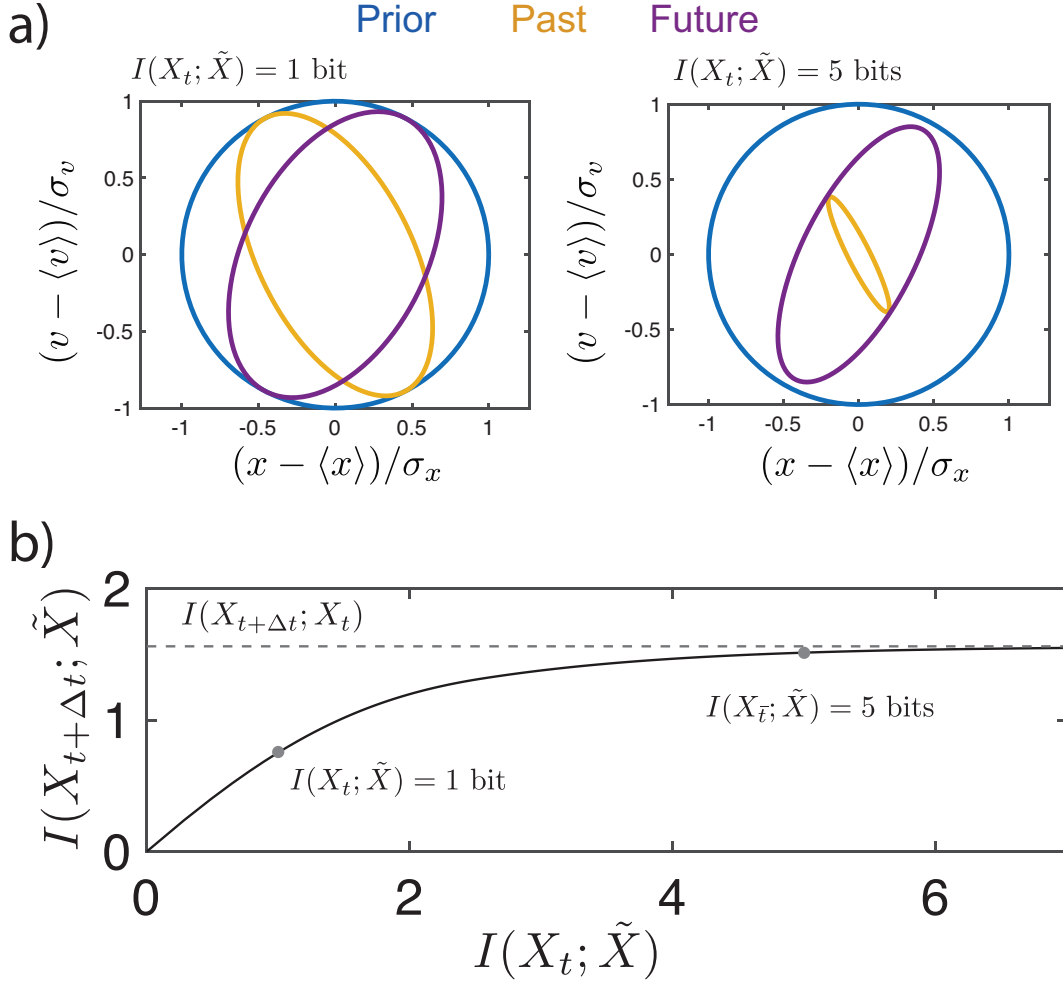 a) Prior Past Future
I(X_t; X̃) = 1 bit
I(X_t; X̃) = 5 bits
1
0.5
0
-0.5
-1
(v − ⟨v⟩)/σ_v
-1 -0.5 0 0.5 1
(x − ⟨x⟩)/σ_x
1
0.5
0
-0.5
-1
(v − ⟨v⟩)/σ_v
-1 -0.5 0 0.5 1
(x − ⟨x⟩)/σ_x
b)
2
1
0
I(X_{t+Δt}; X̃)
I(X_{t+Δt}; X_t)
I(X_t̄; X̃) = 5 bits
I(X_t; X̃) = 1 bit
0 2 4 6
I(X_t; X̃)